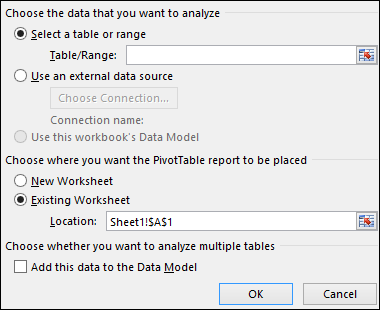 Choose the data that you want to analyze
Select a table or range
Table/Range:
Use an external data source
Choose Connection...
Connection name:
Use this workbook's Data Model
Choose where you want the PivotTable report to be placed
New Worksheet
Existing Worksheet
Location: Sheet1!$A$1
Choose whether you want to analyze multiple tables
Add this data to the Data Model
OK Cancel